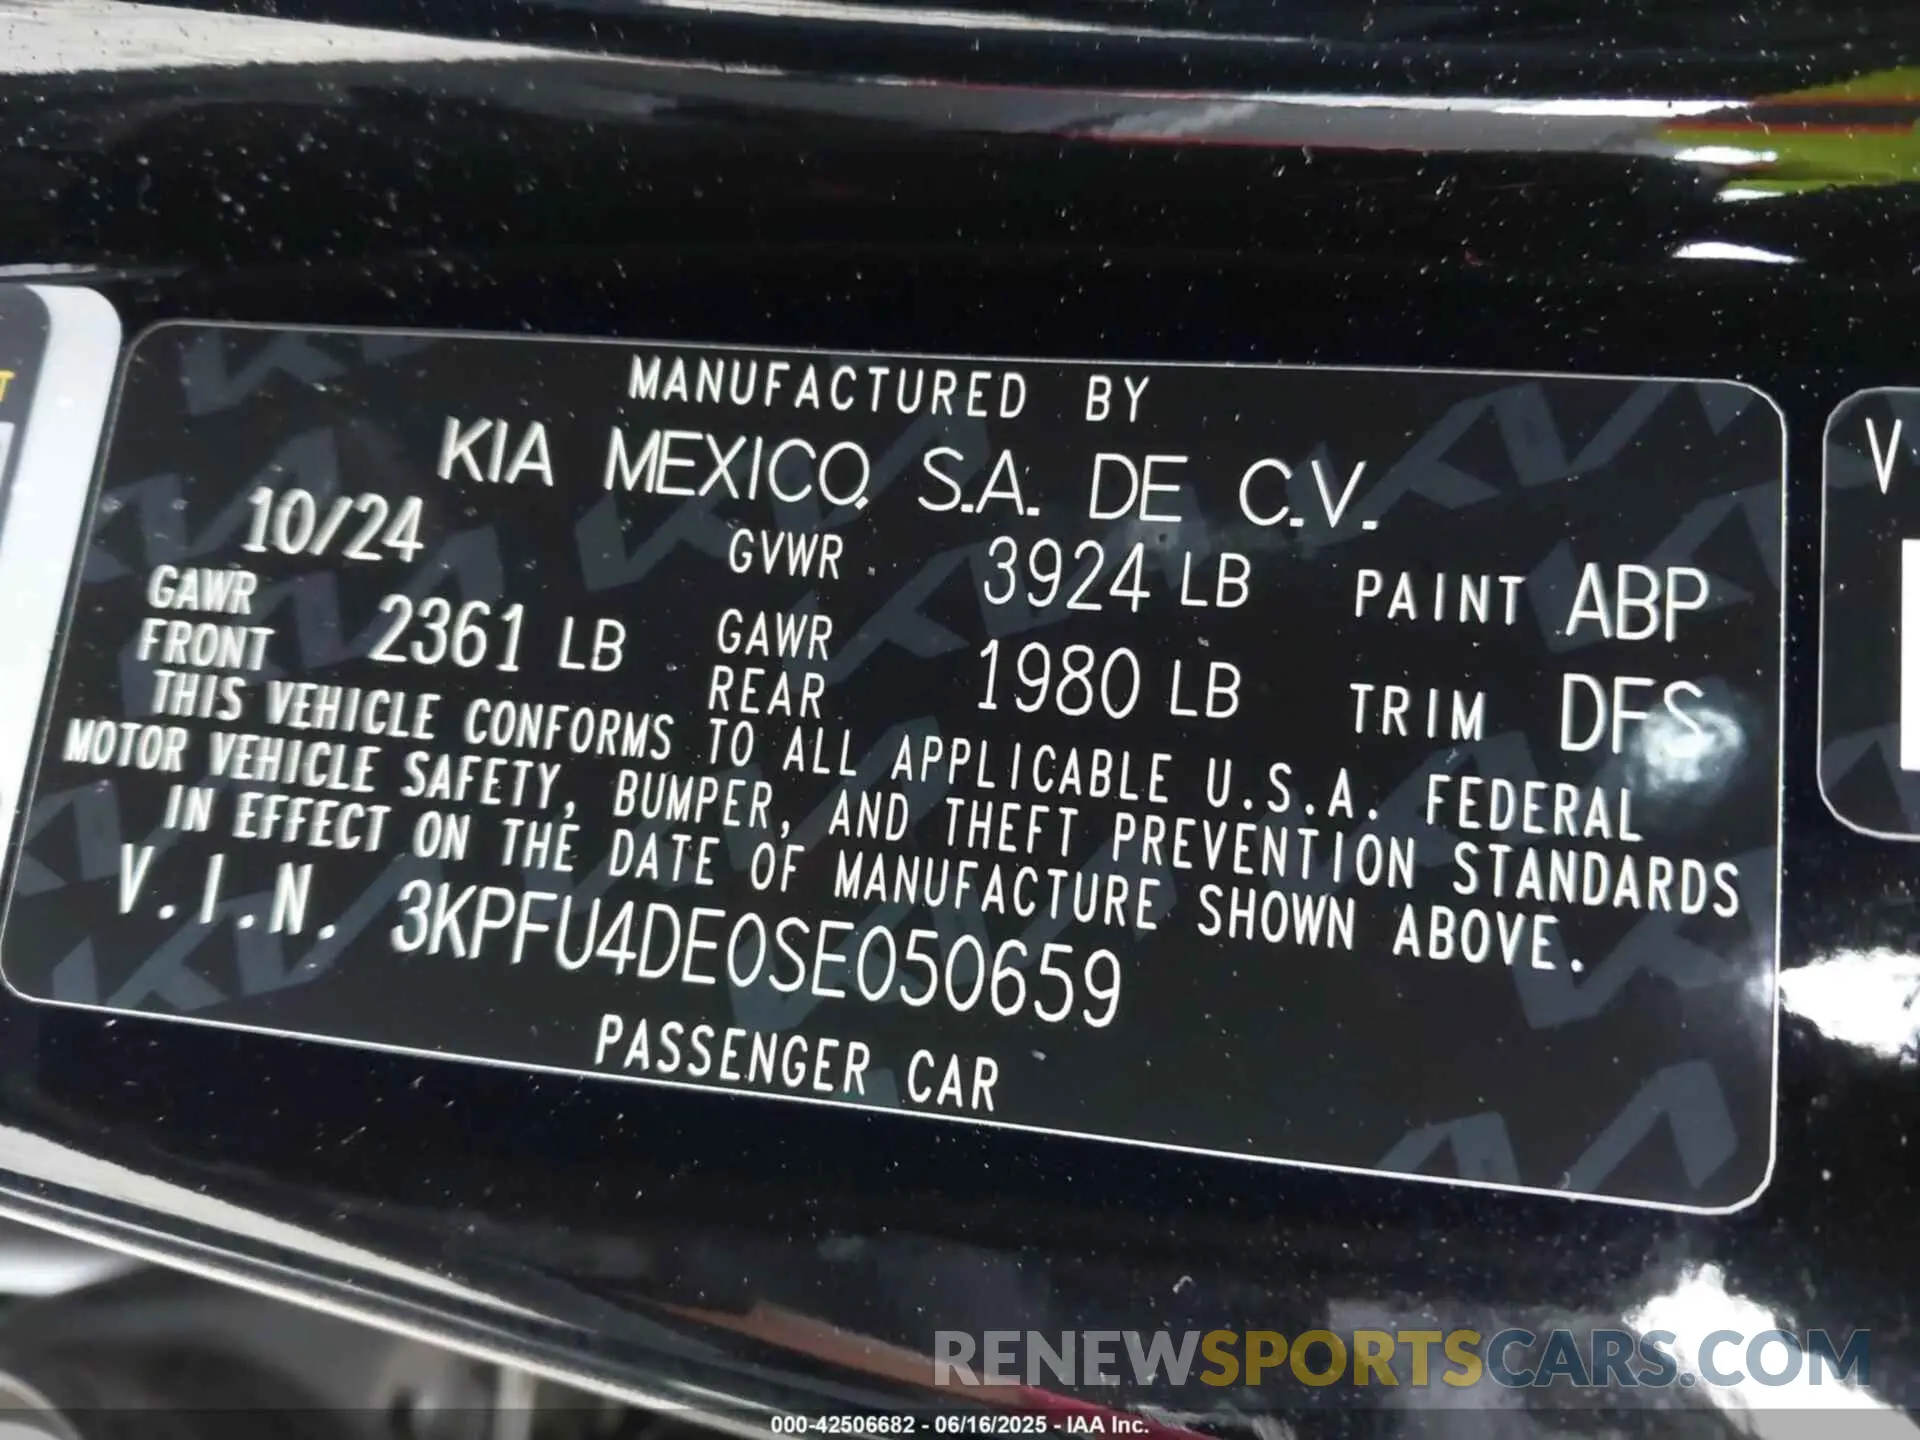 MANUFACTURED BY
KIA MEXICO, S.A. DE C.V.
10/24 GVWR 3924 LB PAINT ABP
GAWR FRONT 2361 LB GAWR REAR 1980 LB TRIM DFS
THIS VEHICLE CONFORMS TO ALL APPLICABLE U.S.A. FEDERAL
MOTOR VEHICLE SAFETY, BUMPER, AND THEFT PREVENTION STANDARDS
IN EFFECT ON THE DATE OF MANUFACTURE SHOWN ABOVE.
V.I.N. 3KPFU4DE0SE050659
PASSENGER CAR
V
T
RENEWSPORTSCARS.COM
000-42506682 - 06/16/2025 - IAA Inc.